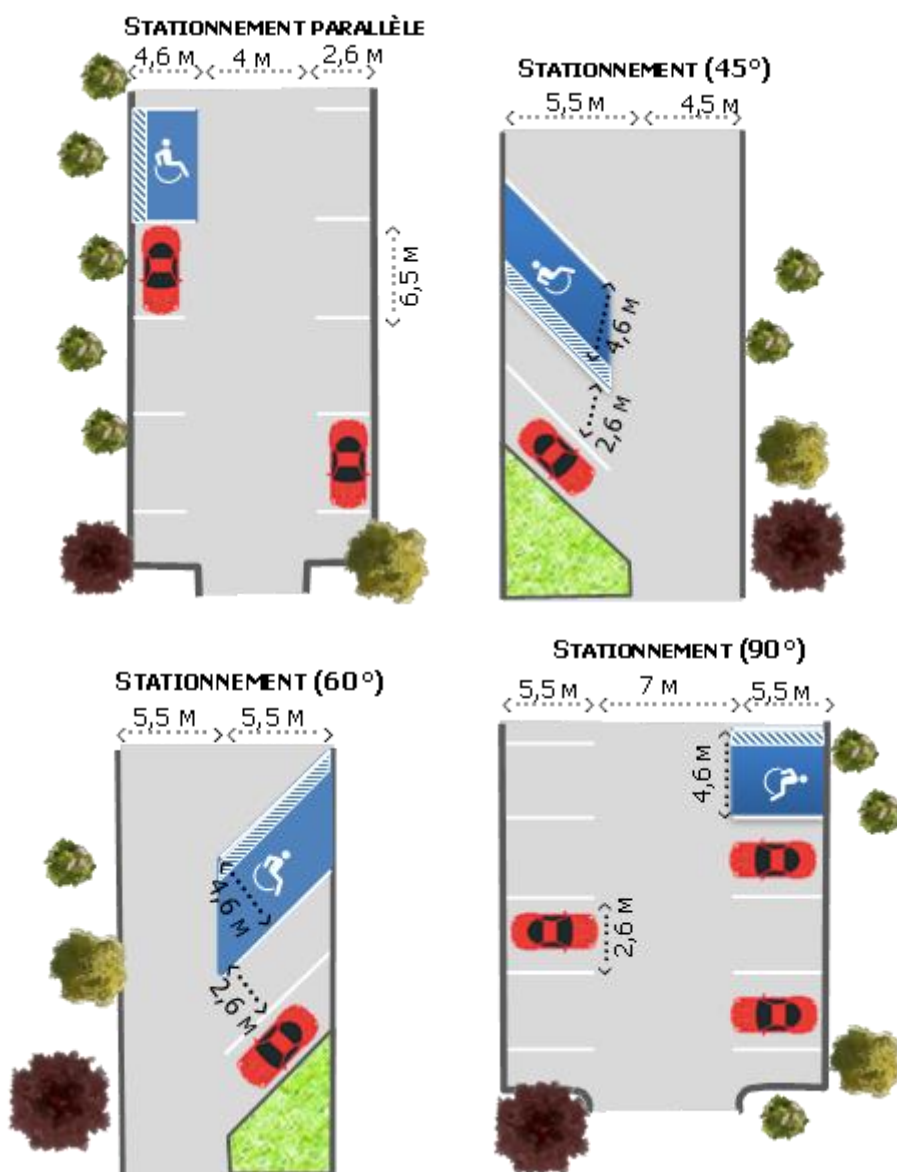 STATIONNEMENT PARALLÈLE
4,6 M 4 M 2,6 M
6,5 M
STATIONNEMENT (45°)
5,5 M 4,5 M
4,6 M
2,6 M
STATIONNEMENT (60°)
5,5 M 5,5 M
4,6 M
2,6 M
STATIONNEMENT (90°)
5,5 M 7 M 5,5 M
4,6 M
2,6 M